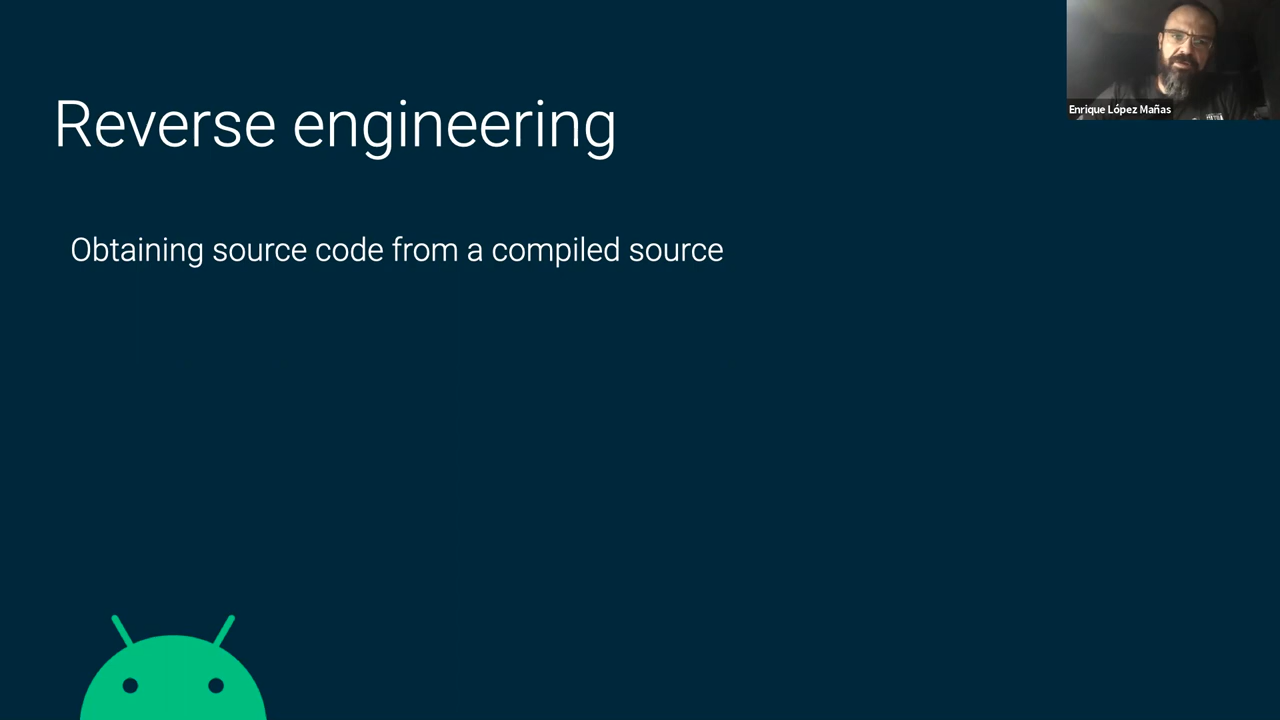 Reverse engineering
Obtaining source code from a compiled source
Enrique López Mañas